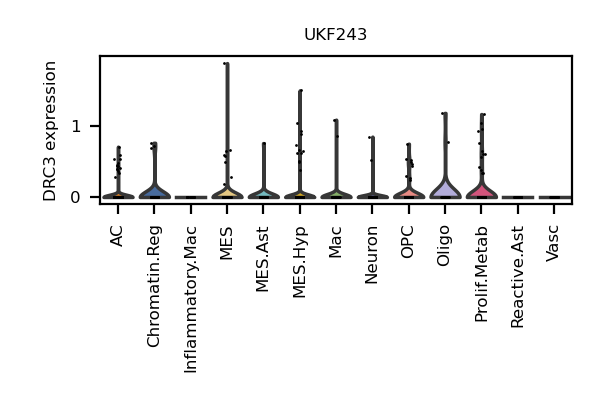 UKF243
DRC3 expression
1
0
AC
Chromatin.Reg
Inflammatory.Mac
MES
MES.Ast
MES.Hyp
Mac
Neuron
OPC
Oligo
Prolif.Metab
Reactive.Ast
Vasc